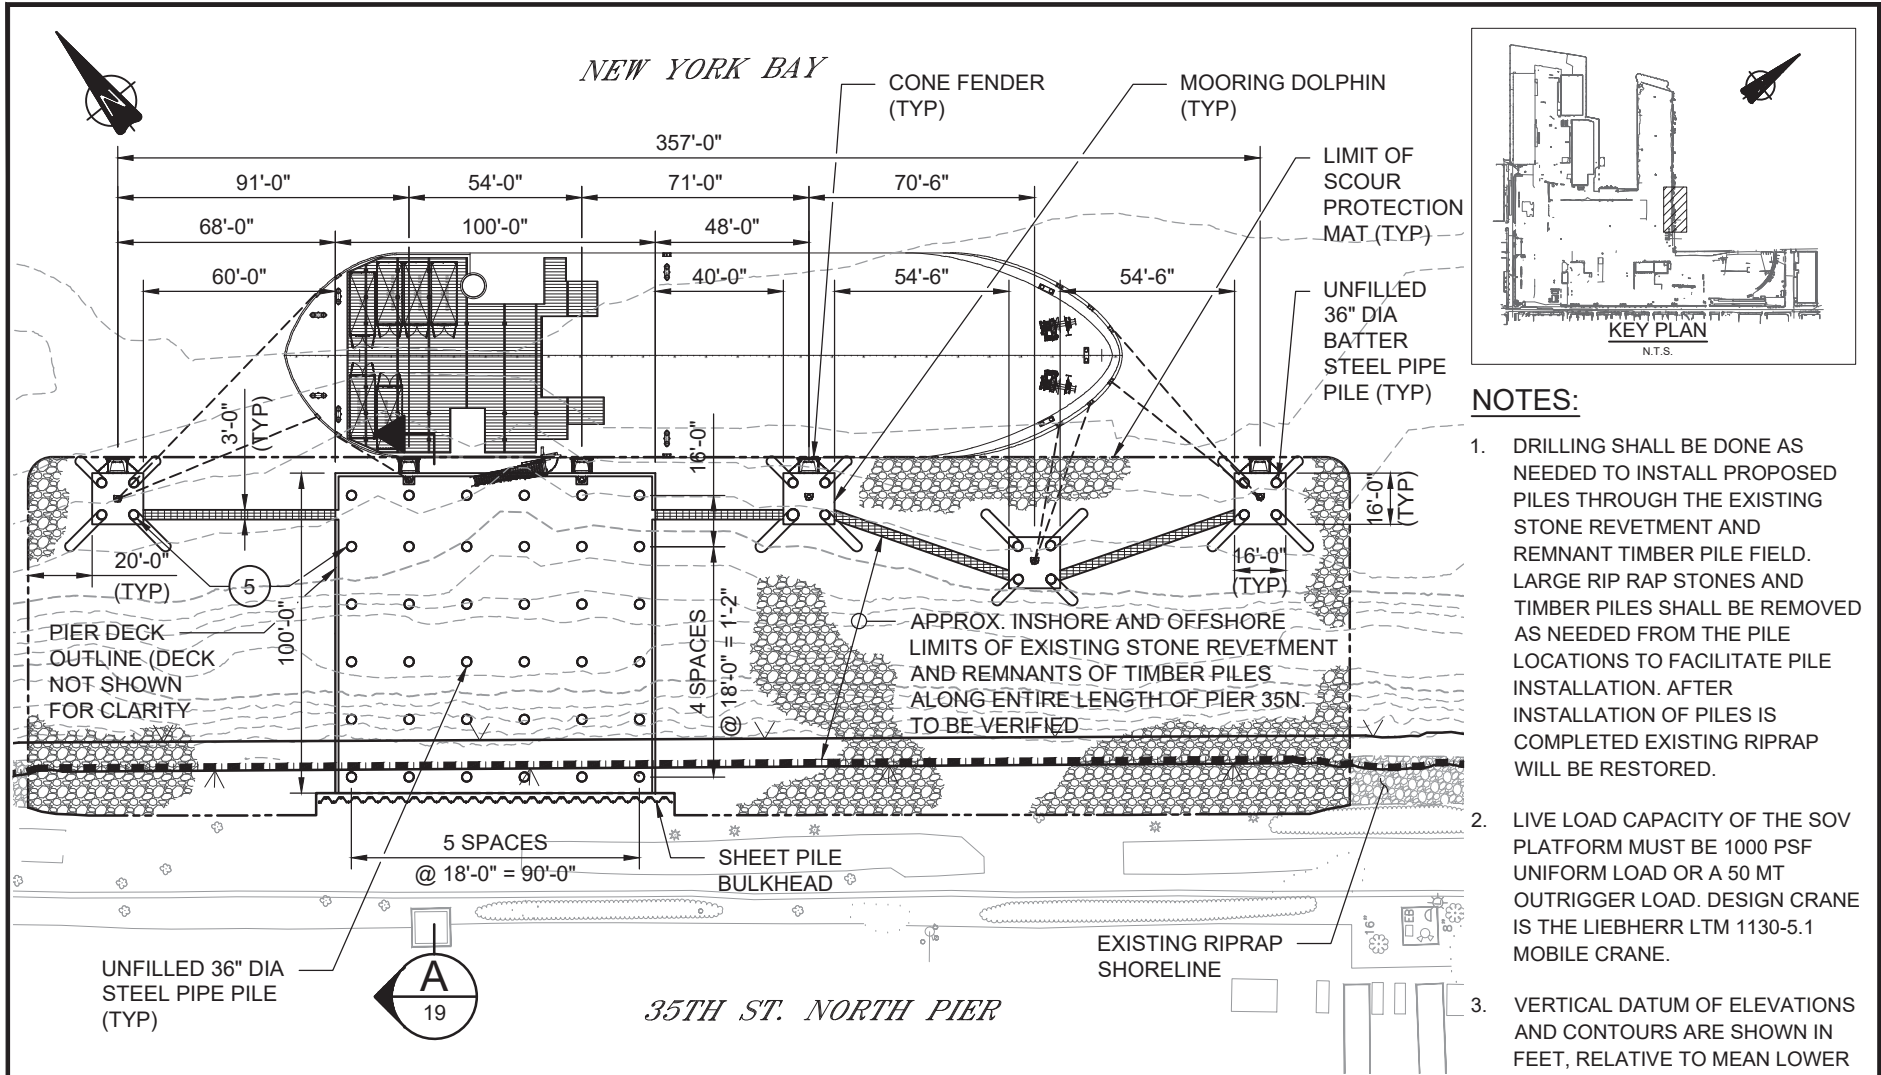 NEW YORK BAY
N
CONE FENDER
(TYP)
MOORING DOLPHIN
(TYP)
357'-0"
91'-0"
54'-0"
71'-0"
70'-6"
68'-0"
100'-0"
48'-0"
60'-0"
40'-0"
54'-6"
54'-6"
LIMIT OF
SCOUR
PROTECTION
MAT (TYP)
UNFILLED
36" DIA
BATTER
STEEL PIPE
PILE (TYP)
3'-0"
(TYP)
16'-0"
16'-0"
(TYP)
16'-0"
(TYP)
20'-0"
(TYP)
5
100'-0"
PIER DECK
OUTLINE (DECK
NOT SHOWN
FOR CLARITY
4 SPACES
@ 18'-0" = 1'-2"
APPROX. INSHORE AND OFFSHORE
LIMITS OF EXISTING STONE REVETMENT
AND REMNANTS OF TIMBER PILES
ALONG ENTIRE LENGTH OF PIER 35N.
TO BE VERIFIED
5 SPACES
@ 18'-0" = 90'-0"
SHEET PILE
BULKHEAD
UNFILLED 36" DIA
STEEL PIPE PILE
(TYP)
A
19
35TH ST. NORTH PIER
EXISTING RIPRAP
SHORELINE
16"
EB
8"
KEY PLAN
N.T.S.
NOTES:
1. DRILLING SHALL BE DONE AS
NEEDED TO INSTALL PROPOSED
PILES THROUGH THE EXISTING
STONE REVETMENT AND
REMNANT TIMBER PILE FIELD.
LARGE RIP RAP STONES AND
TIMBER PILES SHALL BE REMOVED
AS NEEDED FROM THE PILE
LOCATIONS TO FACILITATE PILE
INSTALLATION. AFTER
INSTALLATION OF PILES IS
COMPLETED EXISTING RIPRAP
WILL BE RESTORED.
2. LIVE LOAD CAPACITY OF THE SOV
PLATFORM MUST BE 1000 PSF
UNIFORM LOAD OR A 50 MT
OUTRIGGER LOAD. DESIGN CRANE
IS THE LIEBHERR LTM 1130-5.1
MOBILE CRANE.
3. VERTICAL DATUM OF ELEVATIONS
AND CONTOURS ARE SHOWN IN
FEET, RELATIVE TO MEAN LOWER